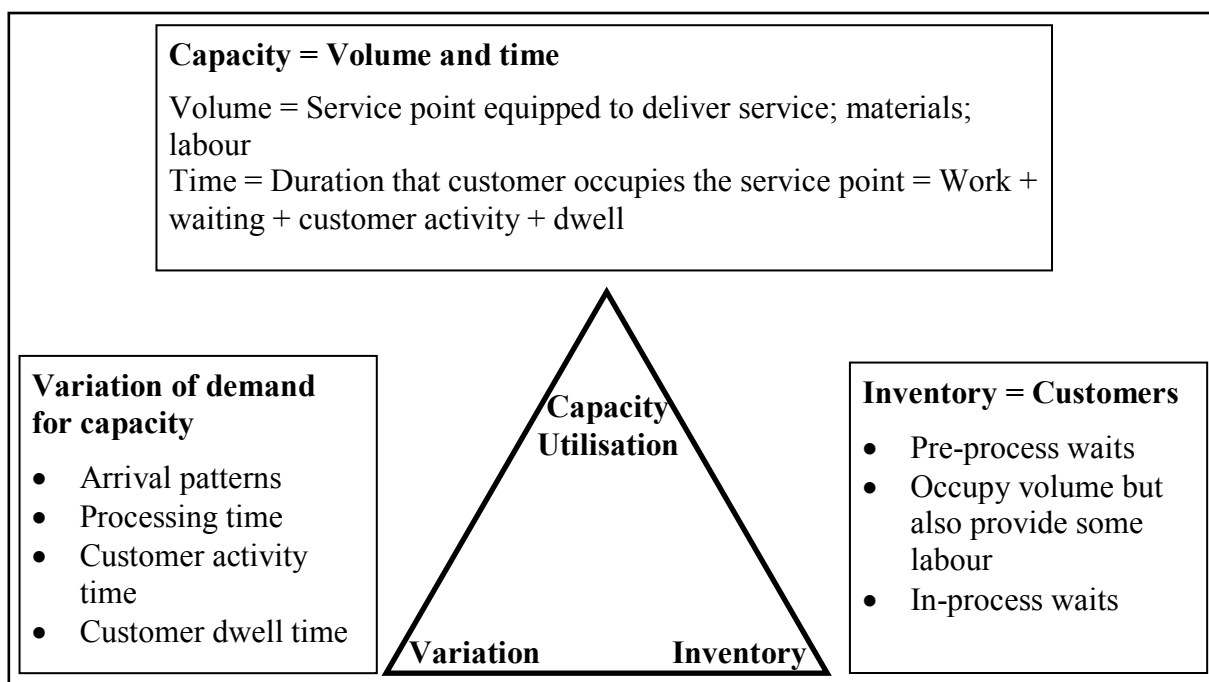 Capacity = Volume and time
Volume = Service point equipped to deliver service; materials;
labour
Time = Duration that customer occupies the service point = Work +
waiting + customer activity + dwell
Variation of demand
for capacity
• Arrival patterns
• Processing time
• Customer activity
time
• Customer dwell time
Capacity
Utilisation
Variation
Inventory
Inventory = Customers
• Pre-process waits
• Occupy volume but
also provide some
labour
• In-process waits